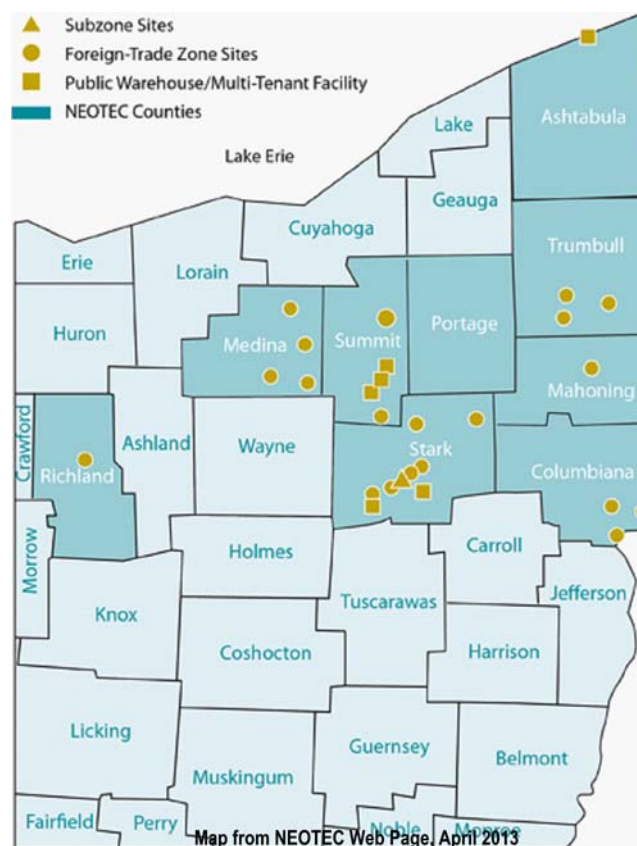 Subzone Sites
Foreign-Trade Zone Sites
Public Warehouse/Multi-Tenant Facility
NEOTEC Counties
Lake Erie
Lake
Ashtabula
Geauga
Cuyahoga
Trumbull
Erie
Lorain
Huron
Medina
Summit
Portage
Mahoning
Crawford
Richland
Ashland
Wayne
Stark
Columbiana
Morrow
Holmes
Carroll
Jefferson
Knox
Tuscarawas
Coshocton
Harrison
Licking
Guernsey
Belmont
Muskingum
Fairfield
Perry
Noble
Monroe
Map from NEOTEC Web Page, April 2013